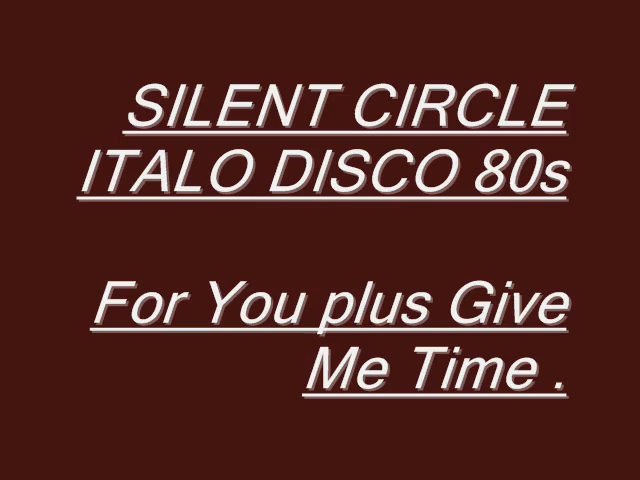 SILENT CIRCLE
ITALO DISCO 80s
For You plus Give
Me Time .